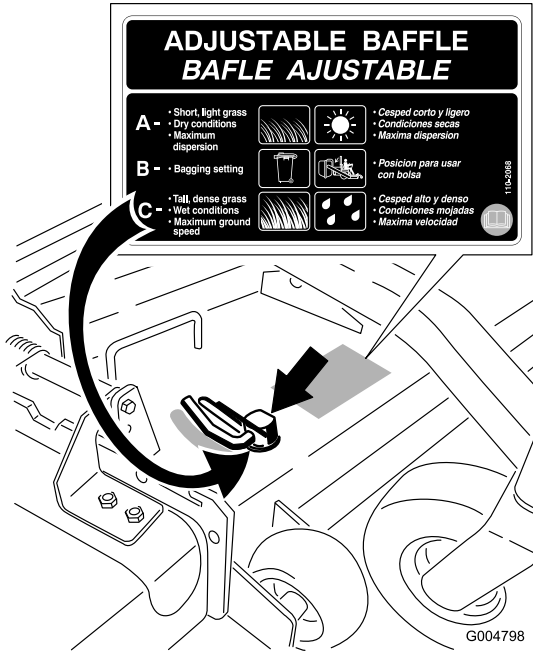 ADJUSTABLE BAFFLE
BAFLE AJUSTABLE
A - • Short, light grass
• Dry conditions
• Maximum
dispersion
• Cesped corto y ligero
• Condiciones secas
• Maxima dispersion
B - • Bagging setting
• Posicion para usar
con bolsa
C - • Tall, dense grass
• Wet conditions
• Maximum ground
speed
• Cesped alto y denso
• Condiciones mojadas
• Maxima velocidad
110-2068
G004798